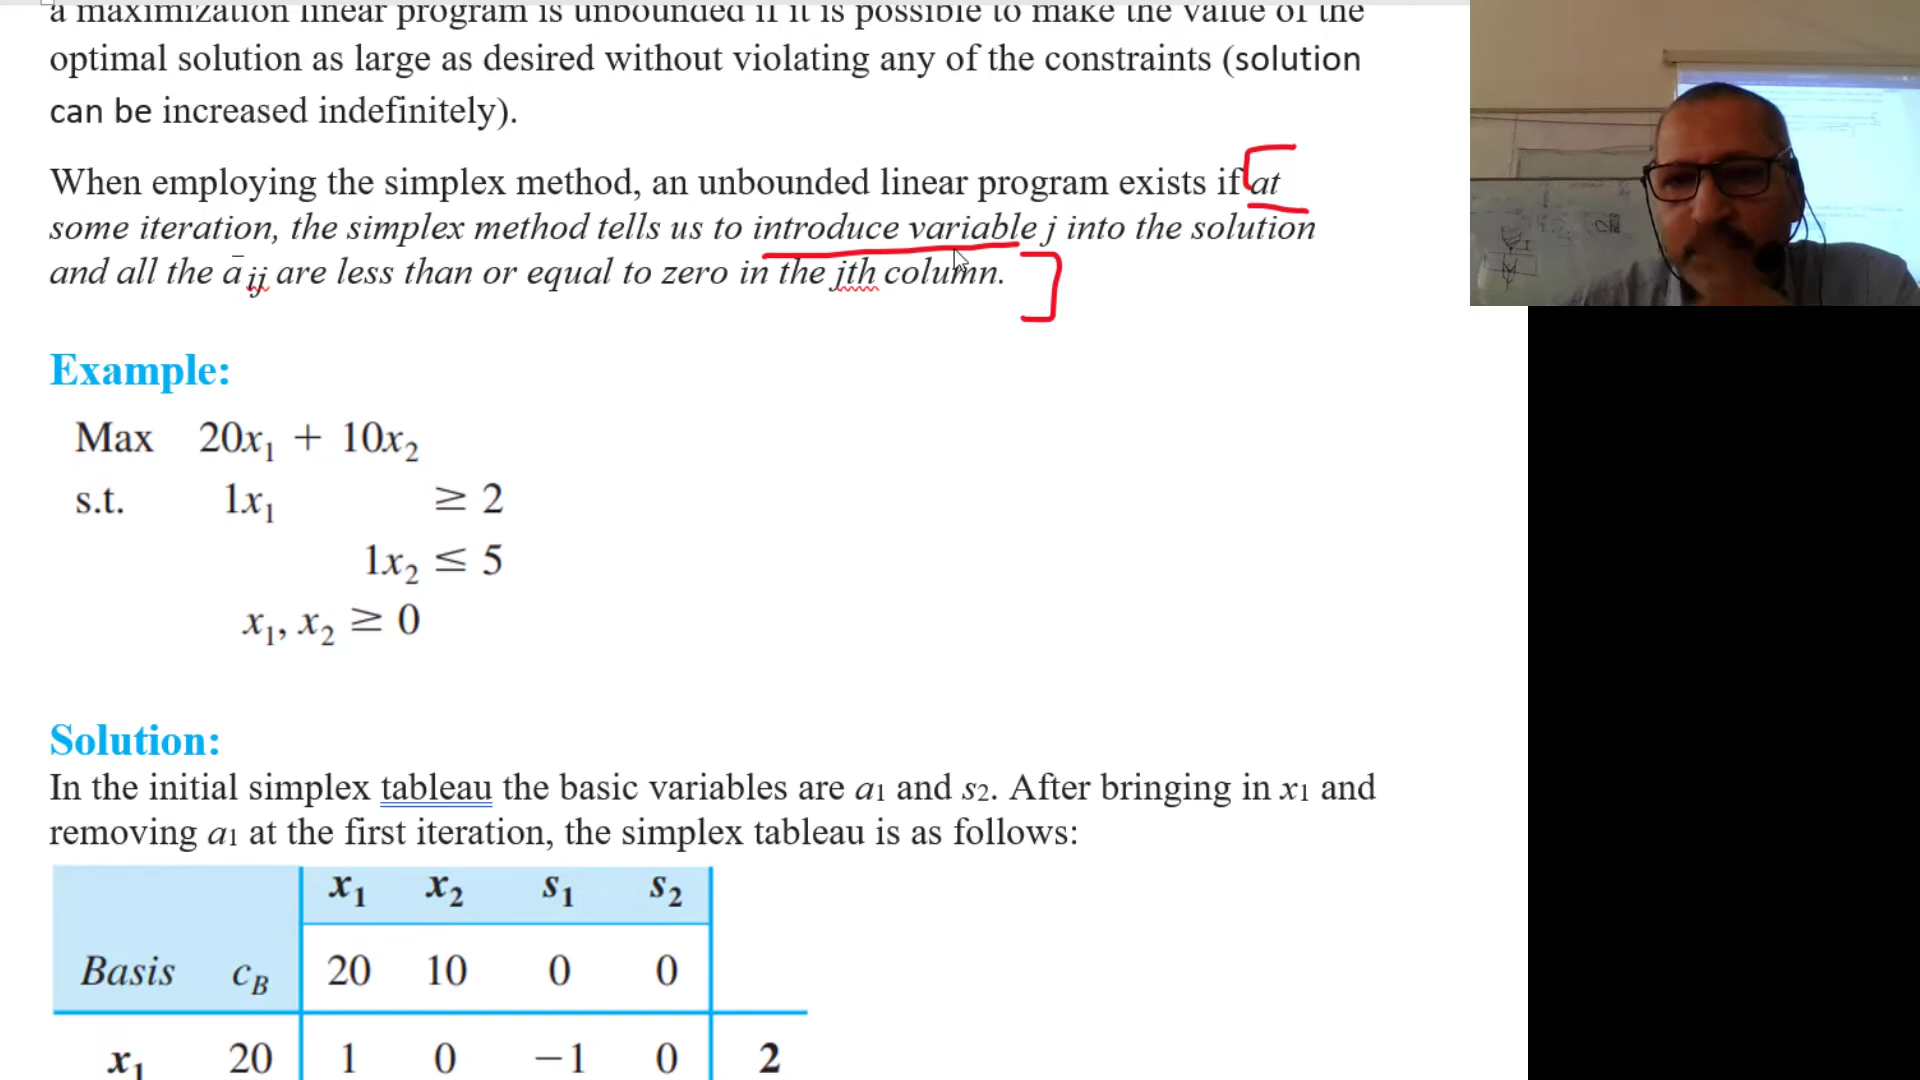 a maximization linear program is unbounded if it is possible to make the value of the
optimal solution as large as desired without violating any of the constraints (solution
can be increased indefinitely).
When employing the simplex method, an unbounded linear program exists if at
some iteration, the simplex method tells us to introduce variable j into the solution
and all the a̅ ij are less than or equal to zero in the jth column.
Example:
Max 20x₁ + 10x₂
s.t. 1x₁ ≥ 2
1x₂ ≤ 5
x₁, x₂ ≥ 0
Solution:
In the initial simplex tableau the basic variables are a1 and s2. After bringing in x1 and
removing a1 at the first iteration, the simplex tableau is as follows:
x₁ x₂ s₁ s₂
Basis c_B 20 10 0 0
x₁ 20 1 0 −1 0 2